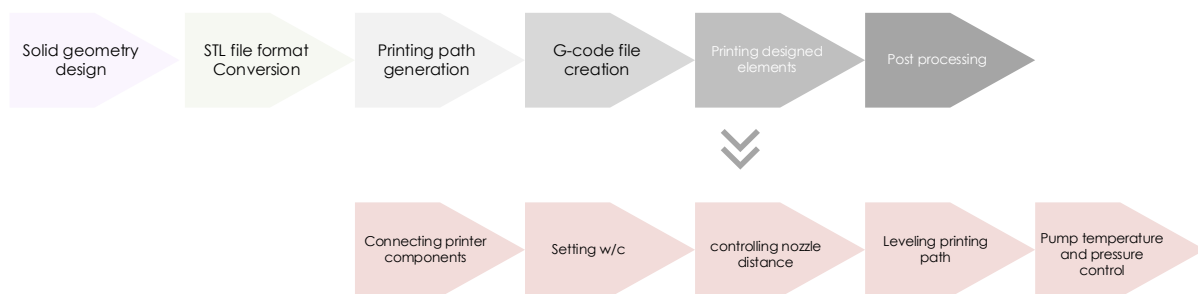 Solid geometry
design
STL file format
Conversion
Printing path
generation
G-code file
creation
Printing designed
elements
Post processing
Connecting printer
components
Setting w/c
controlling nozzle
distance
Leveling printing
path
Pump temperature
and pressure
control